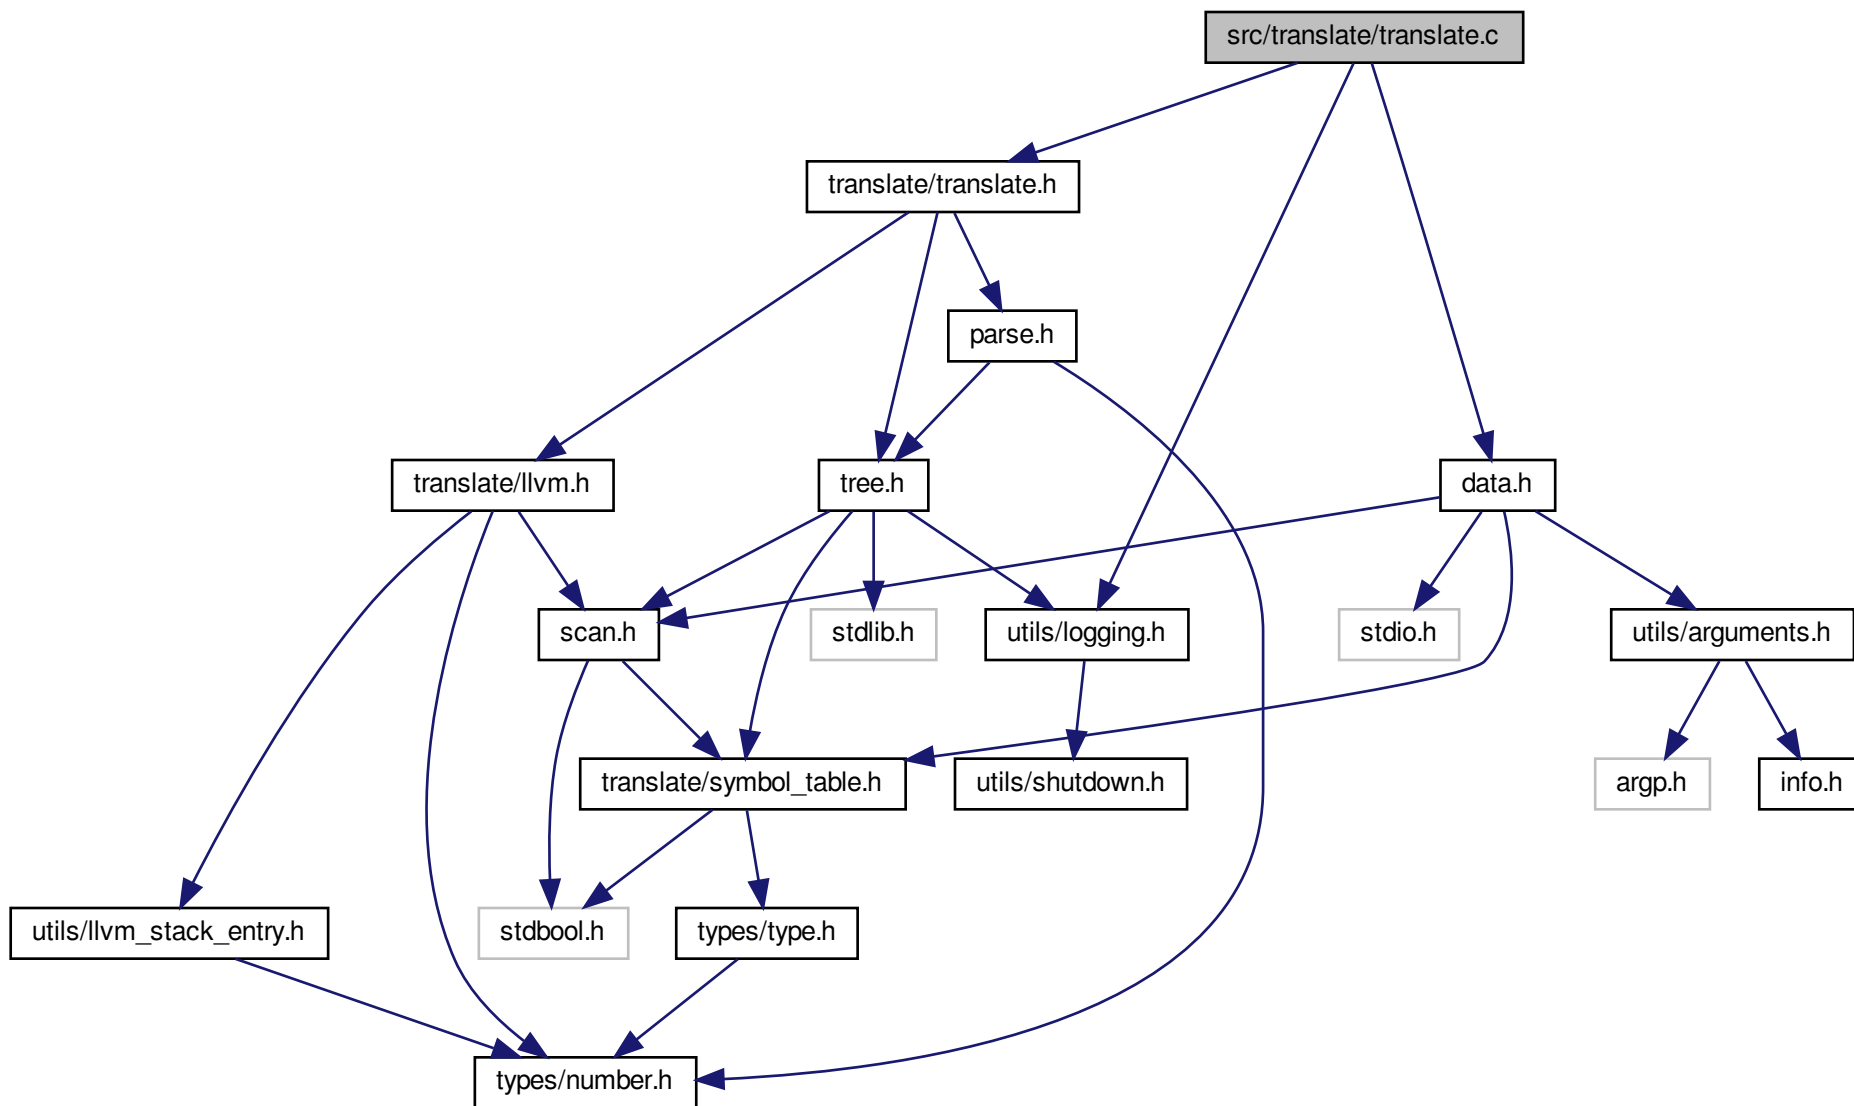 src/translate/translate.c
translate/translate.h
parse.h
translate/llvm.h
tree.h
data.h
scan.h
stdlib.h
utils/logging.h
stdio.h
utils/arguments.h
translate/symbol_table.h
utils/shutdown.h
argp.h
info.h
utils/llvm_stack_entry.h
stdbool.h
types/type.h
types/number.h